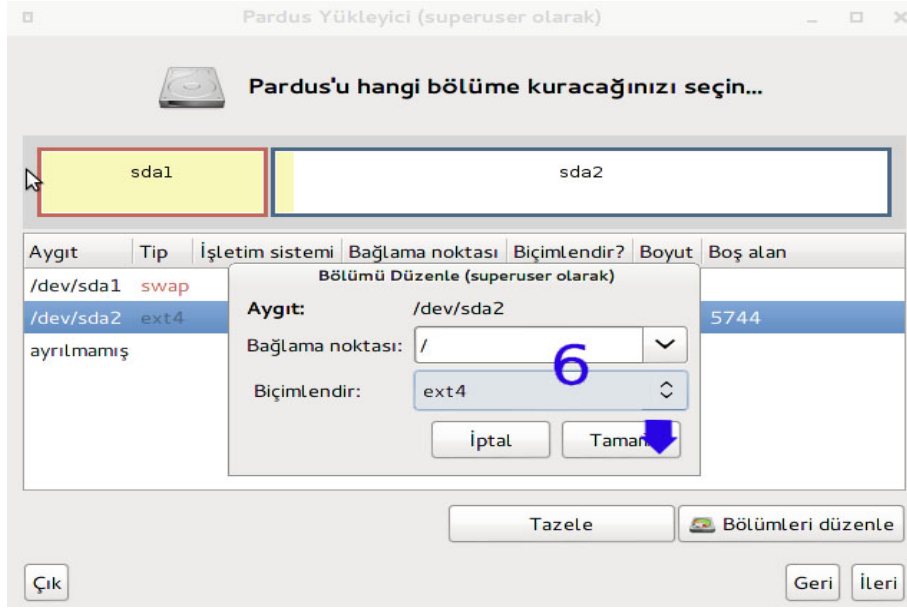 Pardus Yükleyici (superuser olarak)
Pardus'u hangi bölüme kuracağınızı seçin...
sda1 sda2
Aygıt Tip İşletim sistemi Bağlama noktası Biçimlendir? Boyut Boş alan
/dev/sda1 swap
/dev/sda2 ext4 5744
ayrılmamış
Bölümü Düzenle (superuser olarak)
Aygıt: /dev/sda2
Bağlama noktası: /
6
Biçimlendir: ext4
İptal Tamam
Tazele Bölümleri düzenle
Çık Geri İleri